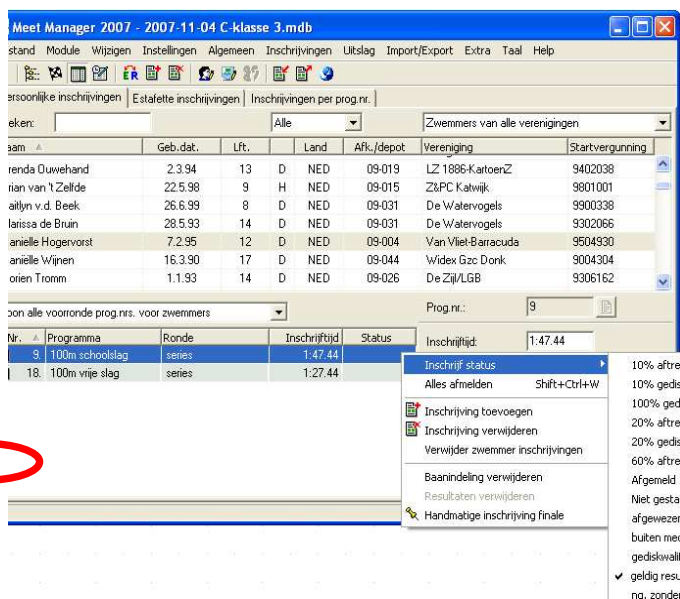 Meet Manager 2007 - 2007-11-04 C-klasse 3.mdb
stand Module Wijzigen Instellingen Algemeen Inschrijvingen Uitslag Import/Export Extra Taal Help
ersoonlijke inschrijvingen Estafette inschrijvingen Inschrijvingen per prog.nr.
eken: Alle Zwemmers van alle verenigingen
aam Geb.dat. Lft. Land Afk./depot Vereniging Startvergunning
renda Ouwehand 2.3.94 13 D NED 09-019 LZ 1886-KartoenZ 9402038
rian van 't Zelfde 22.5.98 9 H NED 09-015 Z&PC Katwijk 9801001
aitlyn v.d. Beek 26.6.99 8 D NED 09-031 De Watervogels 9900338
larissa de Bruin 28.5.93 14 D NED 09-031 De Watervogels 9302066
anielle Hogervorst 7.2.95 12 D NED 09-004 Van Vliet-Barracuda 9504930
aniëlle Wijnen 16.3.90 17 D NED 09-044 Widex Gzc Donk 9004304
orien Tromm 1.1.93 14 D NED 09-026 De Zijl/LGB 9306162
oon alle voorronde prog.nrs. voor zwemmers Prog.nr.: 9
Nr. Programma Ronde Inschrijftijd Status Inschrijftijd: 1:47.44
9. 100m schoolslag series 1:47.44
18. 100m vrije slag series 1:27.44
Inschrijf status
Alles afmelden Shift+Ctrl+W
Inschrijving toevoegen
Inschrijving verwijderen
Verwijder zwemmer inschrijvingen
Baanindeling verwijderen
Resultaten verwijderen
Handmatige inschrijving finale
10% aftre
10% gedis
100% ged
20% aftre
20% gedis
60% aftre
Afgemeld
Niet gesta
afgewezen
buiten med
gediskwalif
geldig resu
ng. zonder